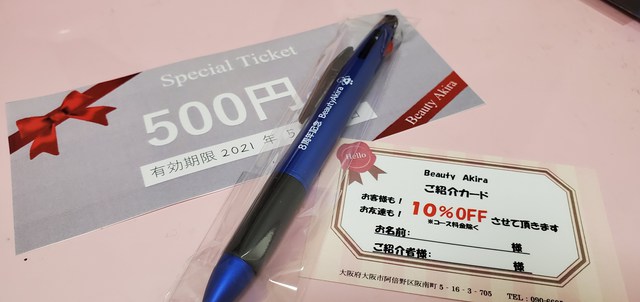 Special Ticket
500円
有効期限 2021 年 5
Beauty Akira
8周年記念 BeautyAkira
Hello
Beauty Akira
ご紹介カード
お客様も!
お友達も!
10%OFF
させて頂きます
※コース料金除く
お名前: 様
ご紹介者様: 様
大阪府大阪市阿倍野区阪南町 5-16-3-705 TEL:090-6